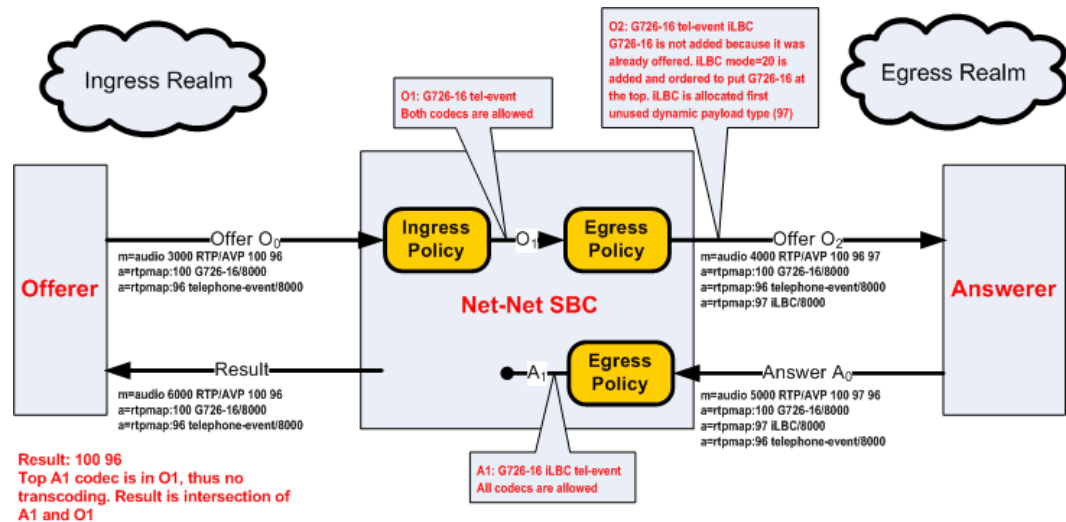 Ingress Realm
O1: G726-16 tel-event
Both codecs are allowed
O2: G726-16 tel-event iLBC
G726-16 is not added because it was
already offered. iLBC mode=20 is
added and ordered to put G726-16 at
the top. iLBC is allocated first
unused dynamic payload type (97)
Egress Realm
Offerer
Offer O0
m=audio 3000 RTP/AVP 100 96
a=rtpmap:100 G726-16/8000
a=rtpmap:96 telephone-event/8000
Ingress
Policy
O1
Egress
Policy
Net-Net SBC
Offer O2
m=audio 4000 RTP/AVP 100 96 97
a=rtpmap:100 G726-16/8000
a=rtpmap:96 telephone-event/8000
a=rtpmap:97 iLBC/8000
Answerer
Result
m=audio 6000 RTP/AVP 100 96
a=rtpmap:100 G726-16/8000
a=rtpmap:96 telephone-event/8000
A1
Egress
Policy
Answer A0
m=audio 5000 RTP/AVP 100 97 96
a=rtpmap:100 G726-16/8000
a=rtpmap:97 iLBC/8000
a=rtpmap:96 telephone-event/8000
Result: 100 96
Top A1 codec is in O1, thus no
transcoding. Result is intersection of
A1 and O1
A1: G726-16 iLBC tel-event
All codecs are allowed